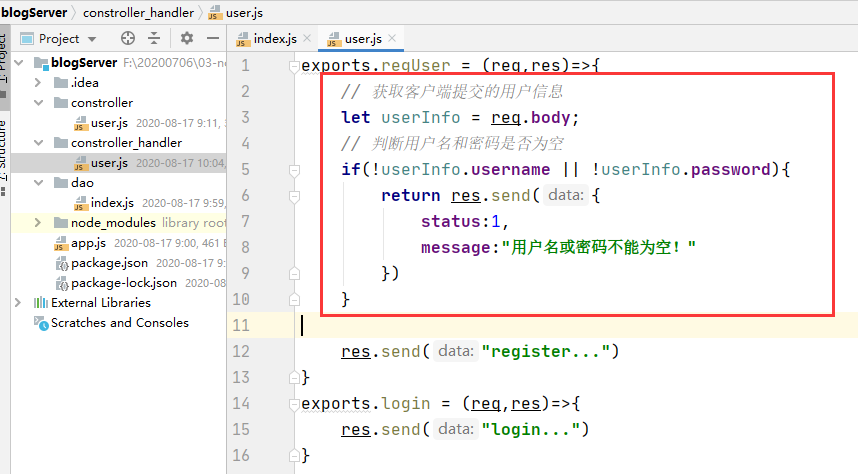 blogServer
constroller_handler
user.js
1: Project
Project
index.js
user.js
blogServer F:\20200706\03-n
.idea
constroller
user.js 2020-08-17 9:11,
constroller_handler
user.js 2020-08-17 10:04,
dao
index.js 2020-08-17 9:59,
node_modules library root
app.js 2020-08-17 9:00, 461 B
package.json 2020-08-17 9
package-lock.json 2020-08
External Libraries
Scratches and Consoles
Z: Structure
1 exports.reqUser = (req,res)=>{
2 // 获取客户端提交的用户信息
3 let userInfo = req.body;
4 // 判断用户名和密码是否为空
5 if(!userInfo.username || !userInfo.password){
6 return res.send( data: {
7 status:1,
8 message:"用户名或密码不能为空！"
9 })
10 }
11
12 res.send( data: "register...")
13 }
14 exports.login = (req,res)=>{
15 res.send( data: "login...")
16 }